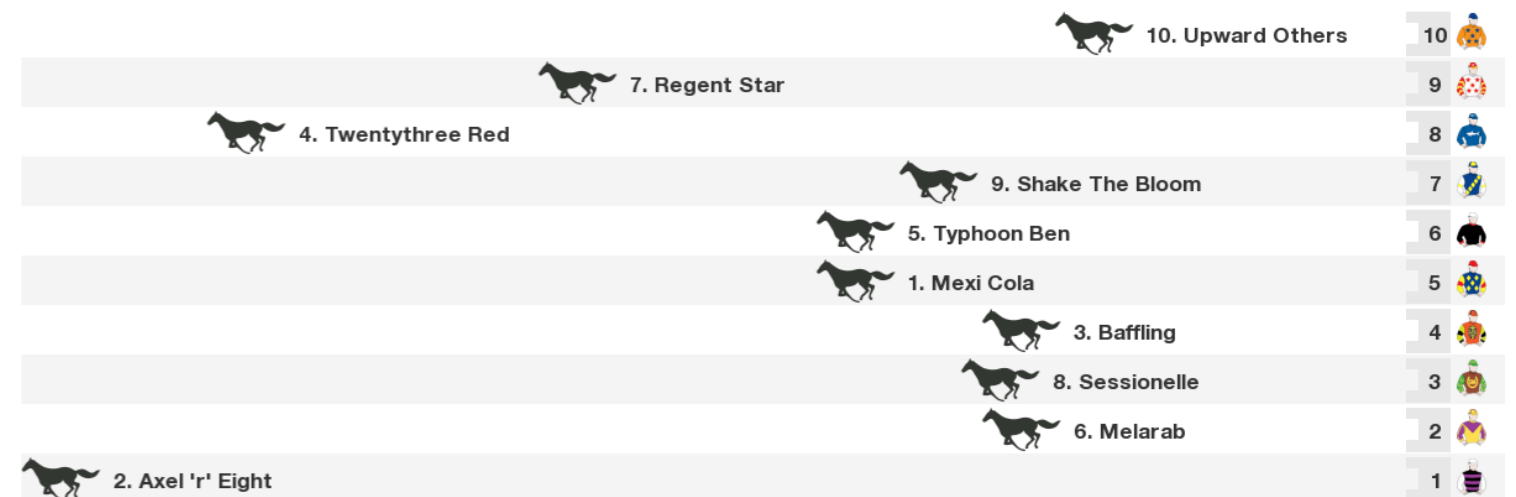 10. Upward Others 10
7. Regent Star 9
4. Twentythree Red 8
9. Shake The Bloom 7
5. Typhoon Ben 6
1. Mexi Cola 5
3. Baffling 4
8. Sessionelle 3
6. Melarab 2
2. Axel 'r' Eight 1